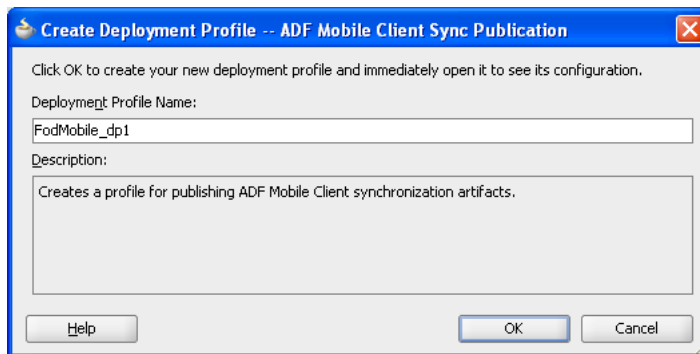 Create Deployment Profile -- ADF Mobile Client Sync Publication
Click OK to create your new deployment profile and immediately open it to see its configuration.
Deployment Profile Name:
FodMobile_dp1
Description:
Creates a profile for publishing ADF Mobile Client synchronization artifacts.
Help
OK
Cancel